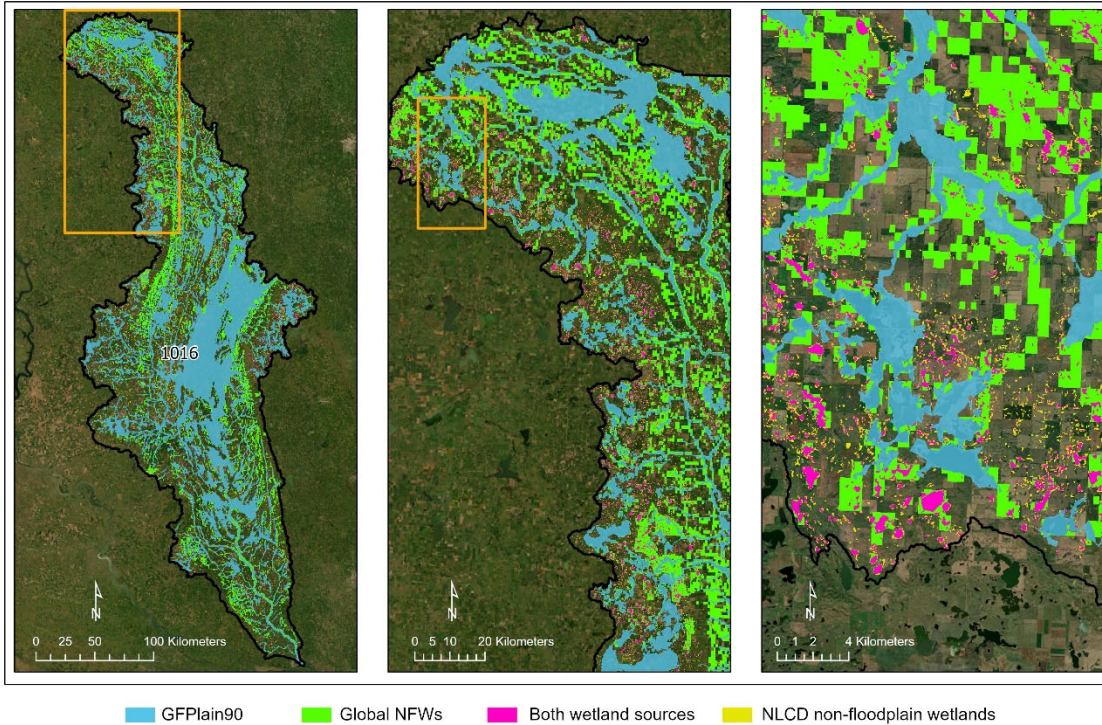 1016
N
0 25 50 100 Kilometers
N
0 5 10 20 Kilometers
N
0 1 2 4 Kilometers
GFPlain90 Global NFWs Both wetland sources NLCD non-floodplain wetlands